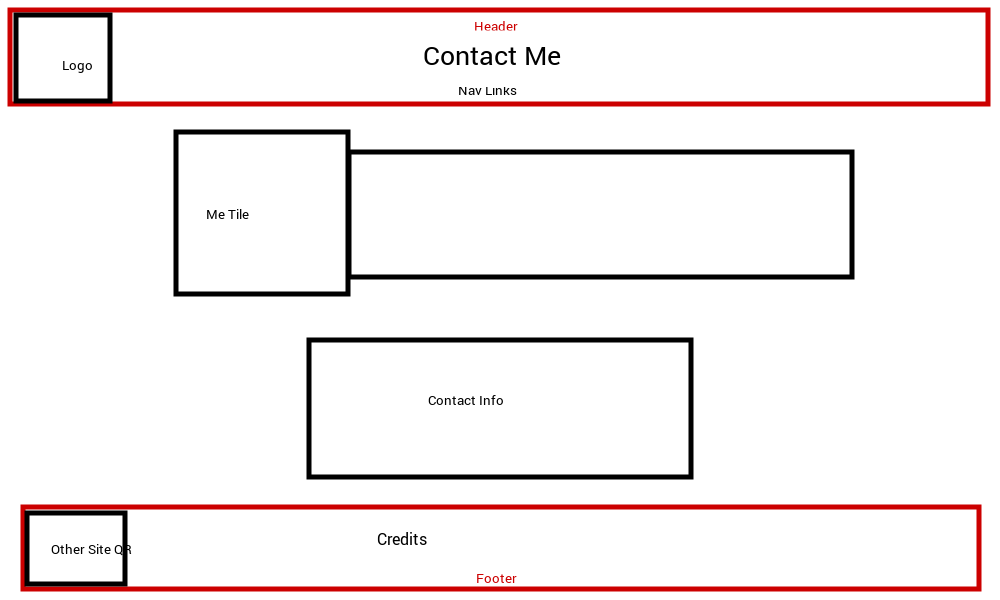 Header
Logo
Contact Me
Nav Links
Me Tile
Contact Info
Credits
Other Site QR
Footer